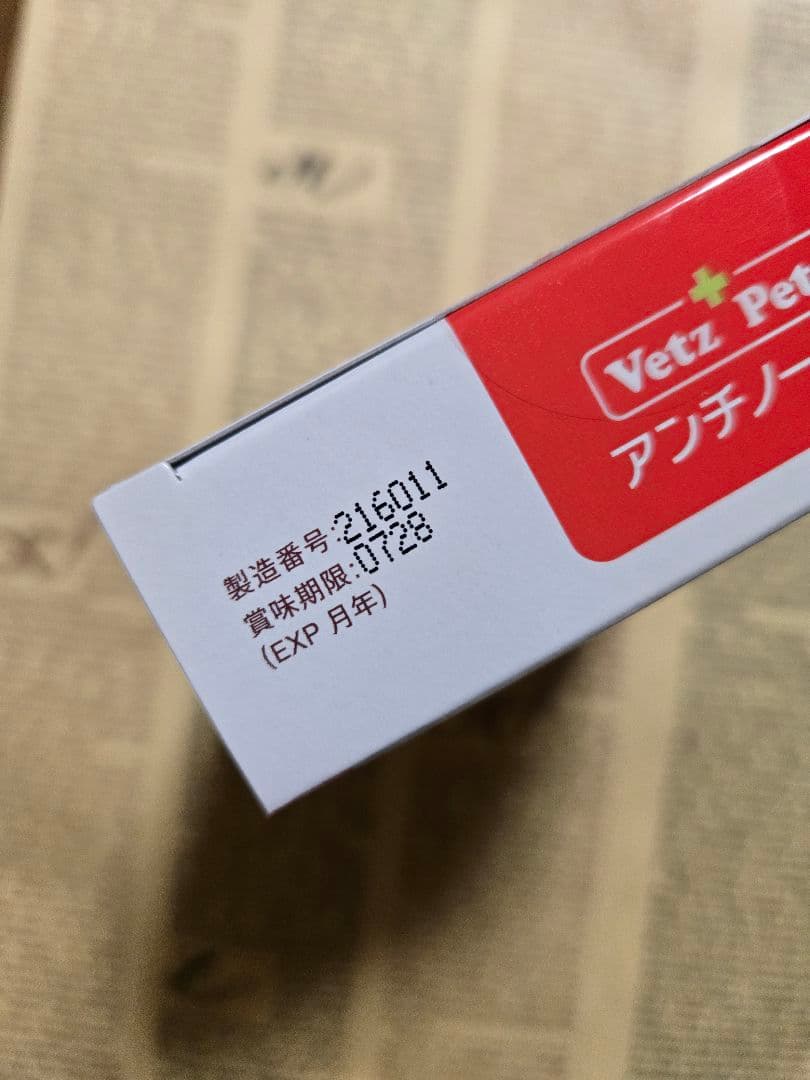 Vetz Pet
アンチノー
製造番号:216011
賞味期限:0728
(EXP 月年)